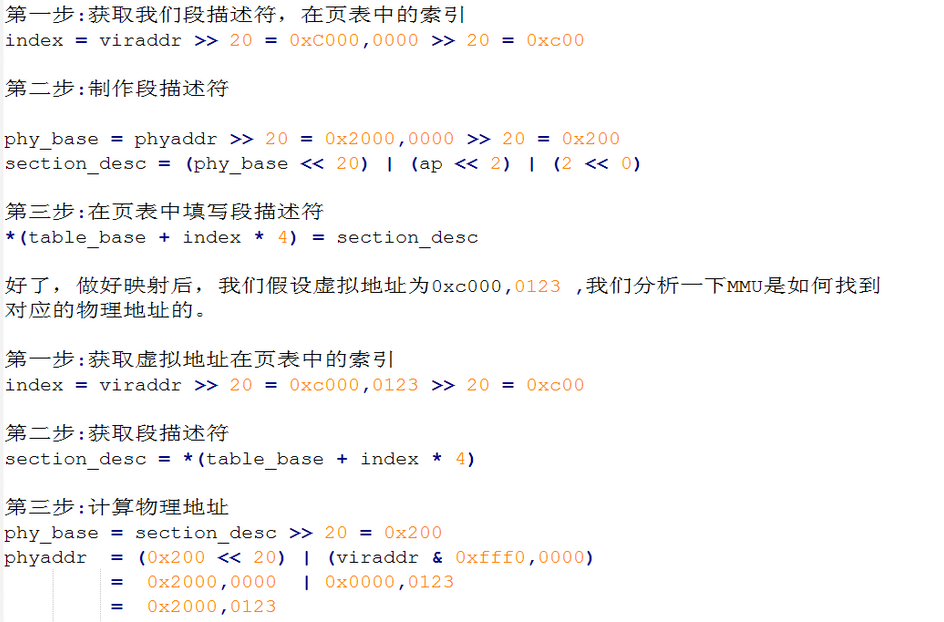 第一步:获取我们段描述符，在页表中的索引
index = viraddr >> 20 = 0xC000,0000 >> 20 = 0xc00
第二步:制作段描述符
phy_base = phyaddr >> 20 = 0x2000,0000 >> 20 = 0x200
section_desc = (phy_base << 20) | (ap << 2) | (2 << 0)
第三步:在页表中填写段描述符
*(table_base + index * 4) = section_desc
好了，做好映射后，我们假设虚拟地址为0xc000,0123 ,我们分析一下MMU是如何找到
对应的物理地址的。
第一步:获取虚拟地址在页表中的索引
index = viraddr >> 20 = 0xc000,0123 >> 20 = 0xc00
第二步:获取段描述符
section_desc = *(table_base + index * 4)
第三步:计算物理地址
phy_base = section_desc >> 20 = 0x200
phyaddr = (0x200 << 20) | (viraddr & 0xfff0,0000)
= 0x2000,0000 | 0x0000,0123
= 0x2000,0123